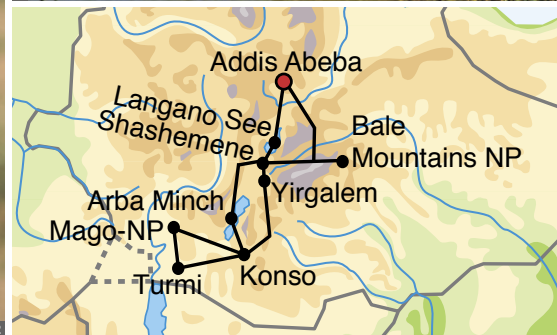 Addis Abeba
Langano See
Shashemene
Bale
Mountains NP
Yirgalem
Arba Minch
Mago-NP
Turmi
Konso